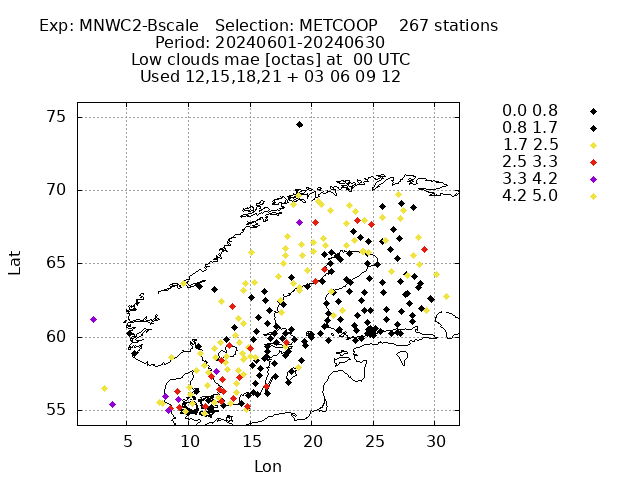 Exp: MNWC2-Bscale   Selection: METCOOP    267 stations
Period: 20240601-20240630
Low clouds mae [octas] at  00 UTC
Used 12,15,18,21 + 03 06 09 12
0.0 0.8
0.8 1.7
1.7 2.5
2.5 3.3
3.3 4.2
4.2 5.0
75
70
65
60
55
Lat
5 10 15 20 25 30
Lon